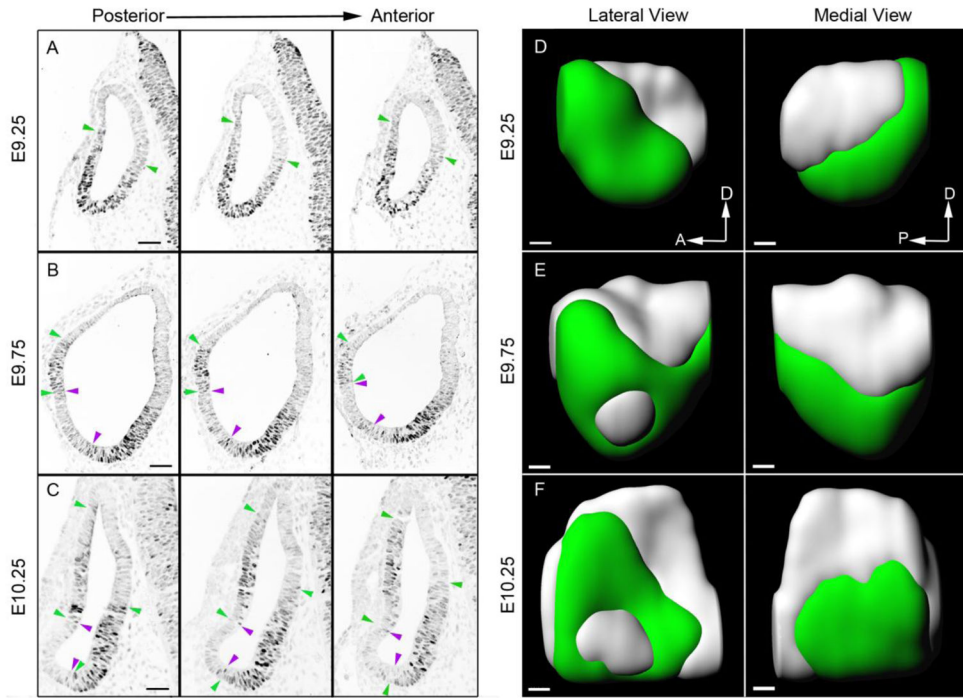 Posterior Anterior Lateral View Medial View
A D
E9.25 E9.25
D D
A P
B E
E9.75 E9.75
C F
E10.25 E10.25